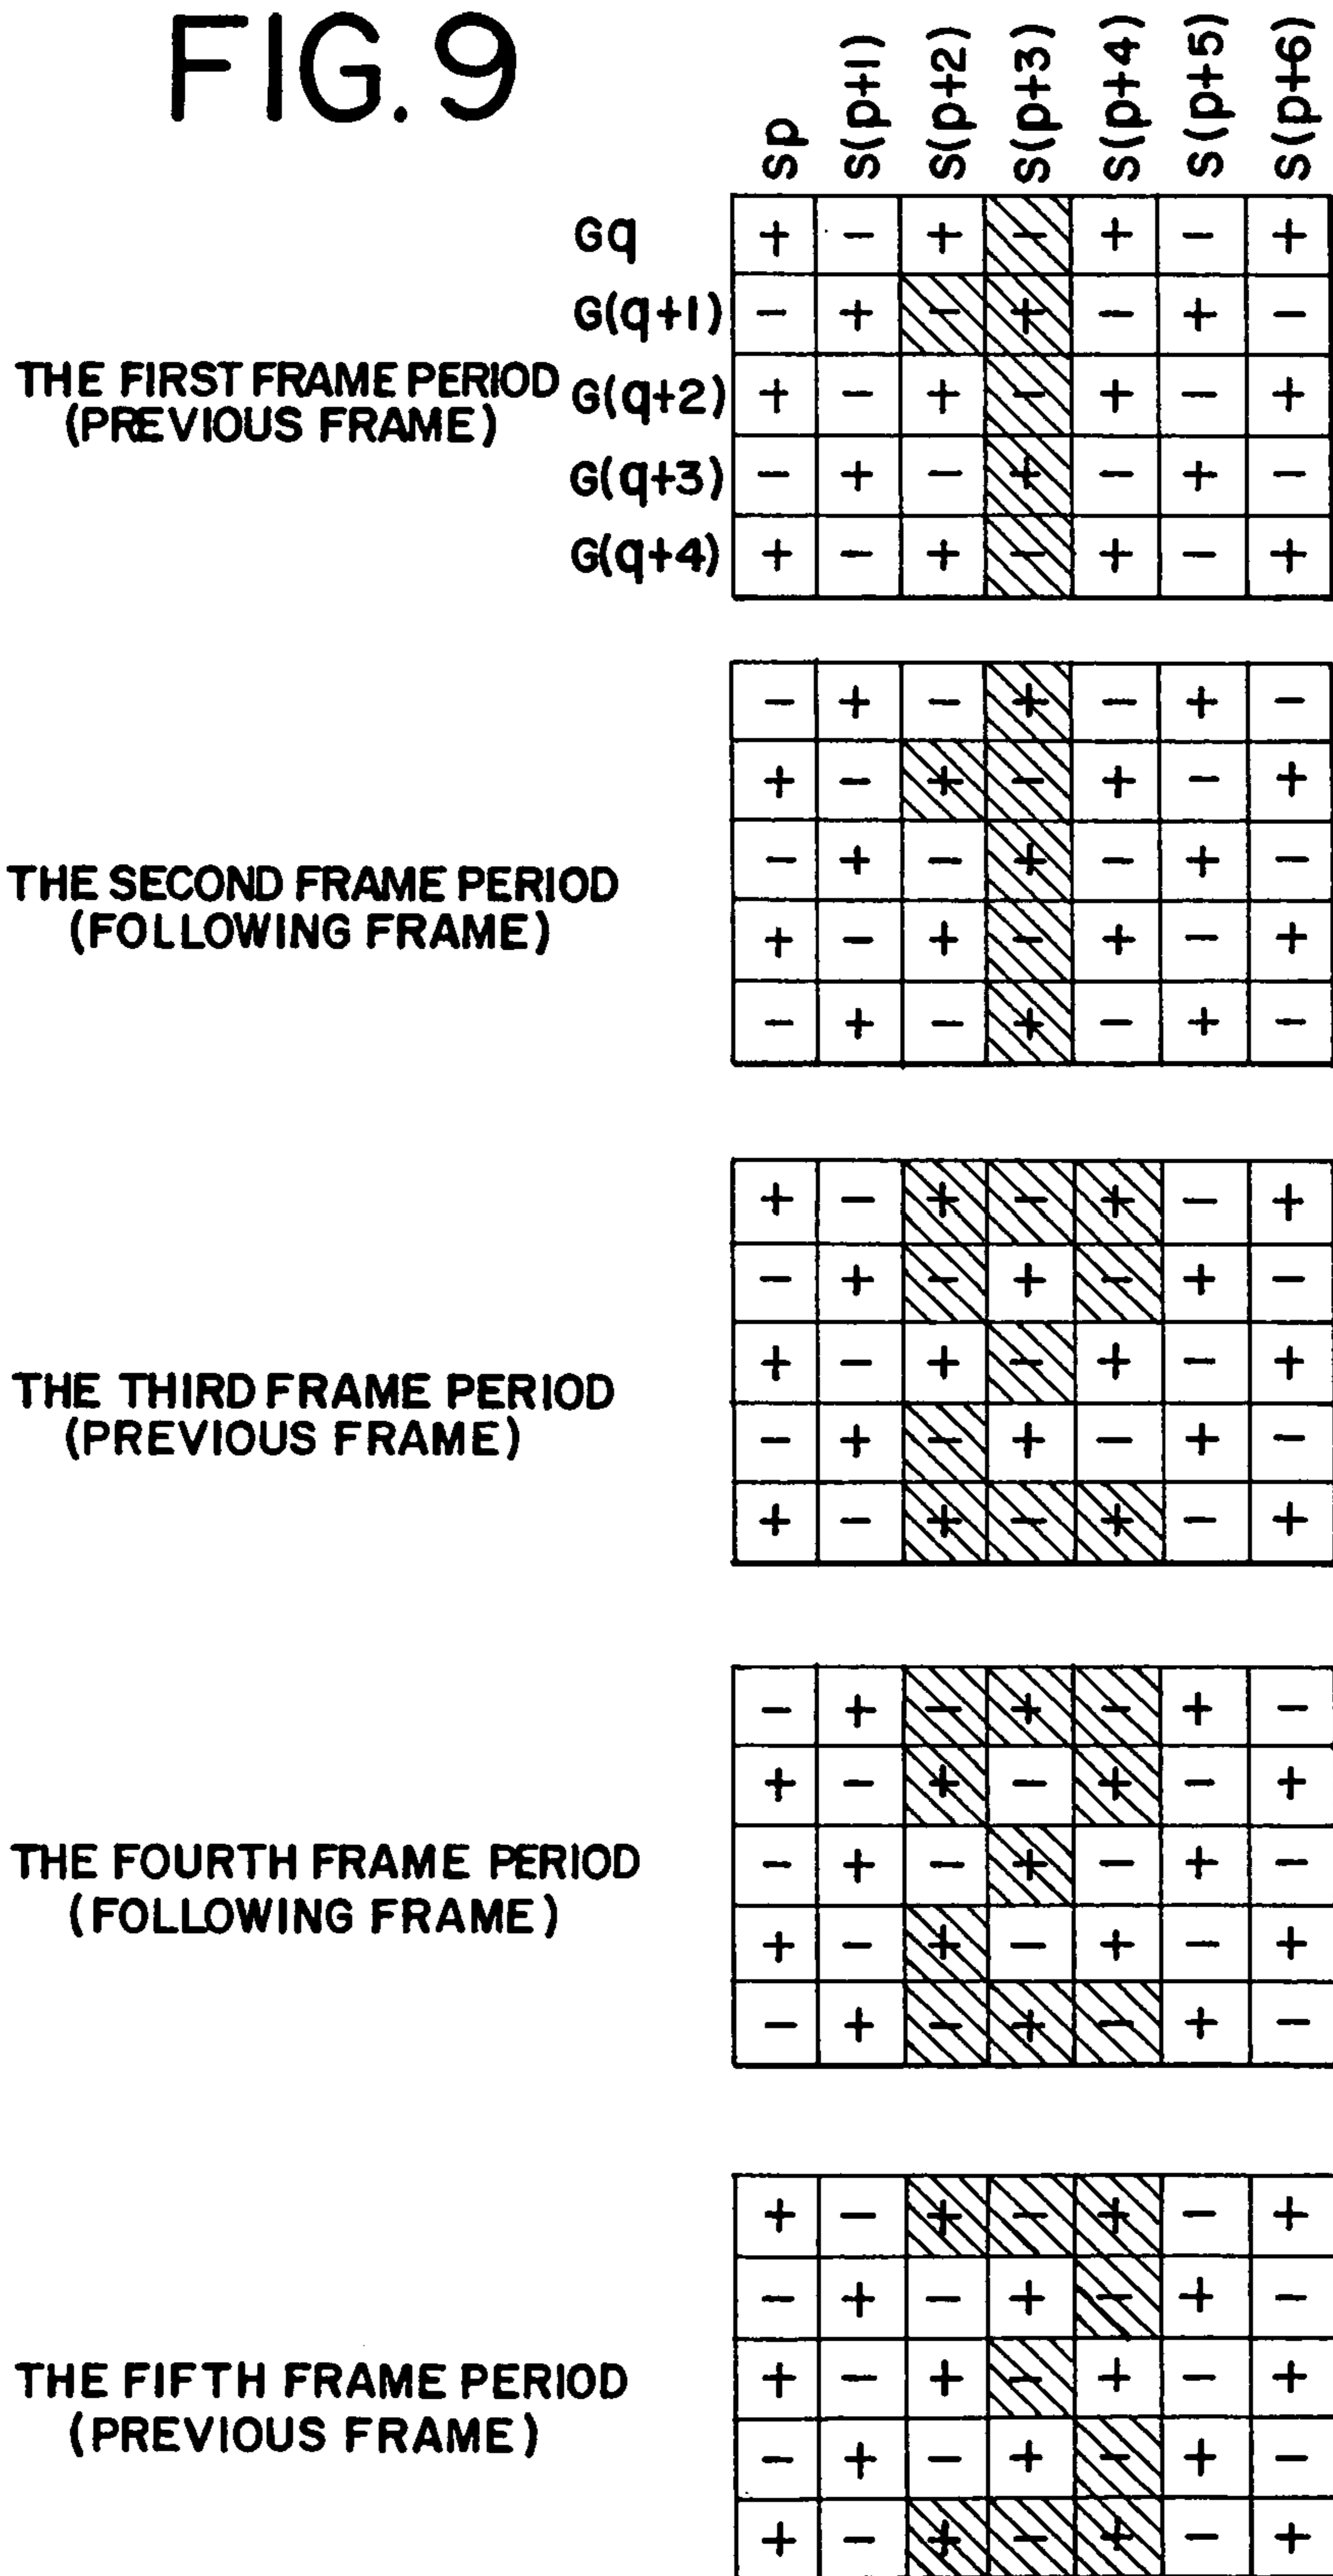 FIG. 9
Sp S(p+1) S(p+2) S(p+3) S(p+4) S(p+5) S(p+6)
Gq + − + − + − +
G(q+1) − + − + − + −
THE FIRST FRAME PERIOD
(PREVIOUS FRAME)
G(q+2) + − + − + − +
G(q+3) − + − + − + −
G(q+4) + − + − + − +
− + − + − + −
+ − + − + − +
− + − + − + −
THE SECOND FRAME PERIOD
(FOLLOWING FRAME)
+ − + − + − +
− + − + − + −
+ − + − + − +
− + − + − + −
+ − + − + − +
THE THIRD FRAME PERIOD
(PREVIOUS FRAME)
− + − + − + −
+ − + − + − +
− + − + − + −
+ − + − + − +
− + − + − + −
THE FOURTH FRAME PERIOD
(FOLLOWING FRAME)
+ − + − + − +
− + − + − + −
+ − + − + − +
− + − + − + −
+ − + − + − +
THE FIFTH FRAME PERIOD
(PREVIOUS FRAME)
− + − + − + −
+ − + − + − +